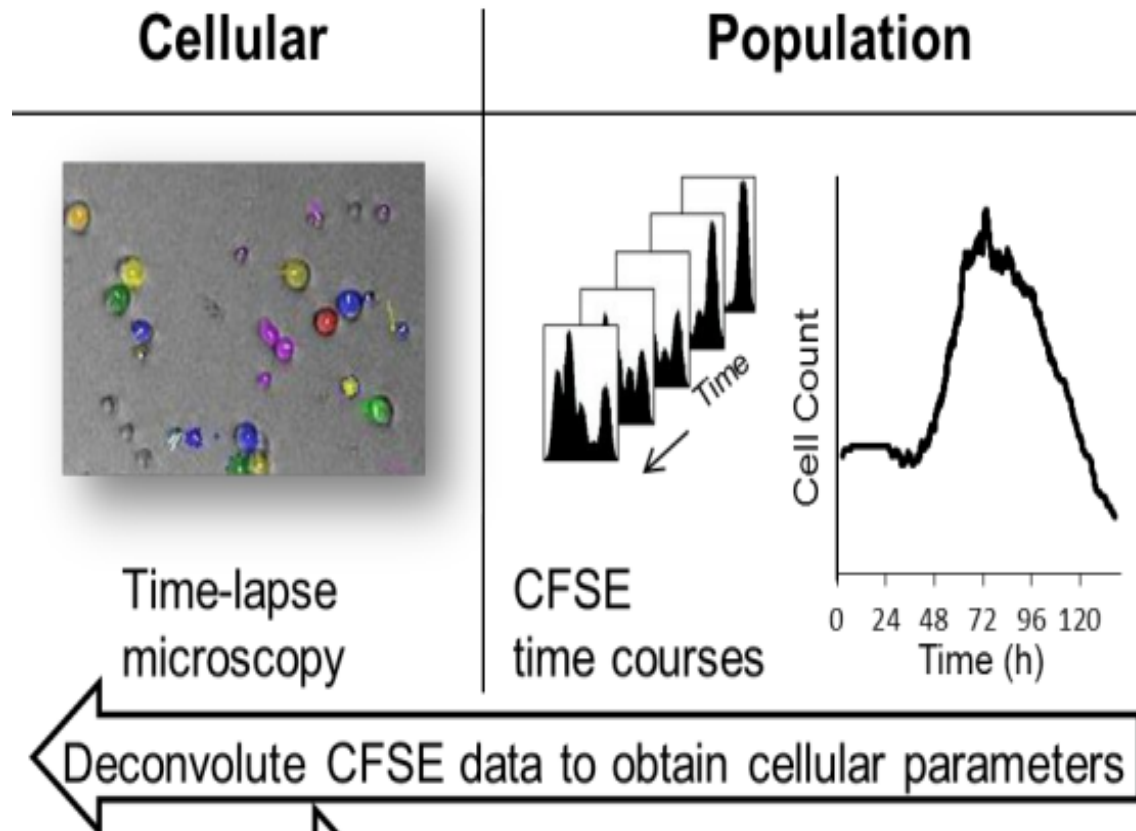 Cellular
Population
Time-lapse
microscopy
Time
CFSE
time courses
Cell Count
0 24 48 72 96 120
Time (h)
Deconvolute CFSE data to obtain cellular parameters